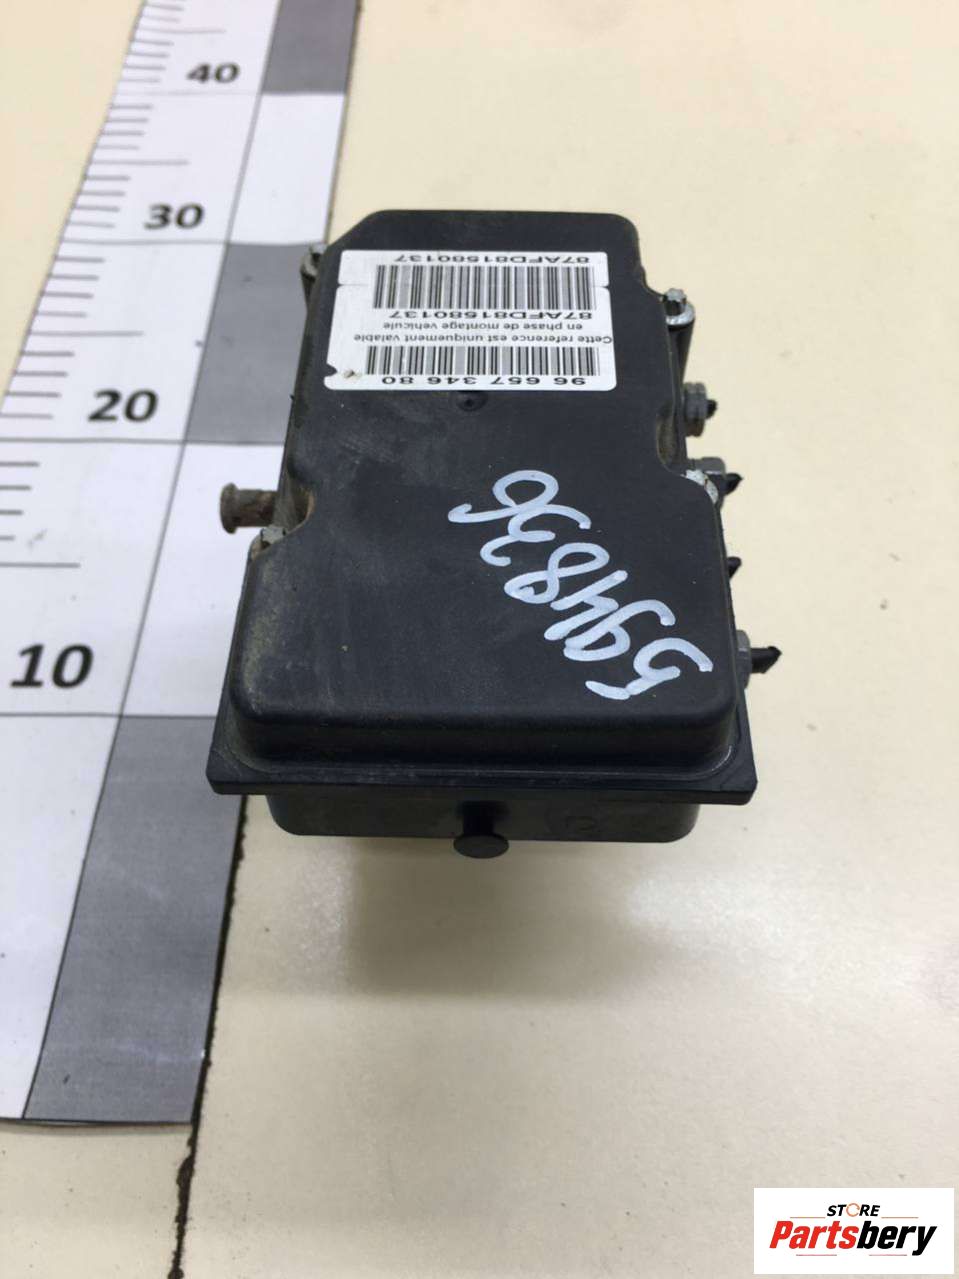 40
30
20
10
96 657 346 80
Cette reference est uniquement valable
en phase de montage vehicule
87AFD81580137
87AFD81580137
594836
STORE
Partsbery